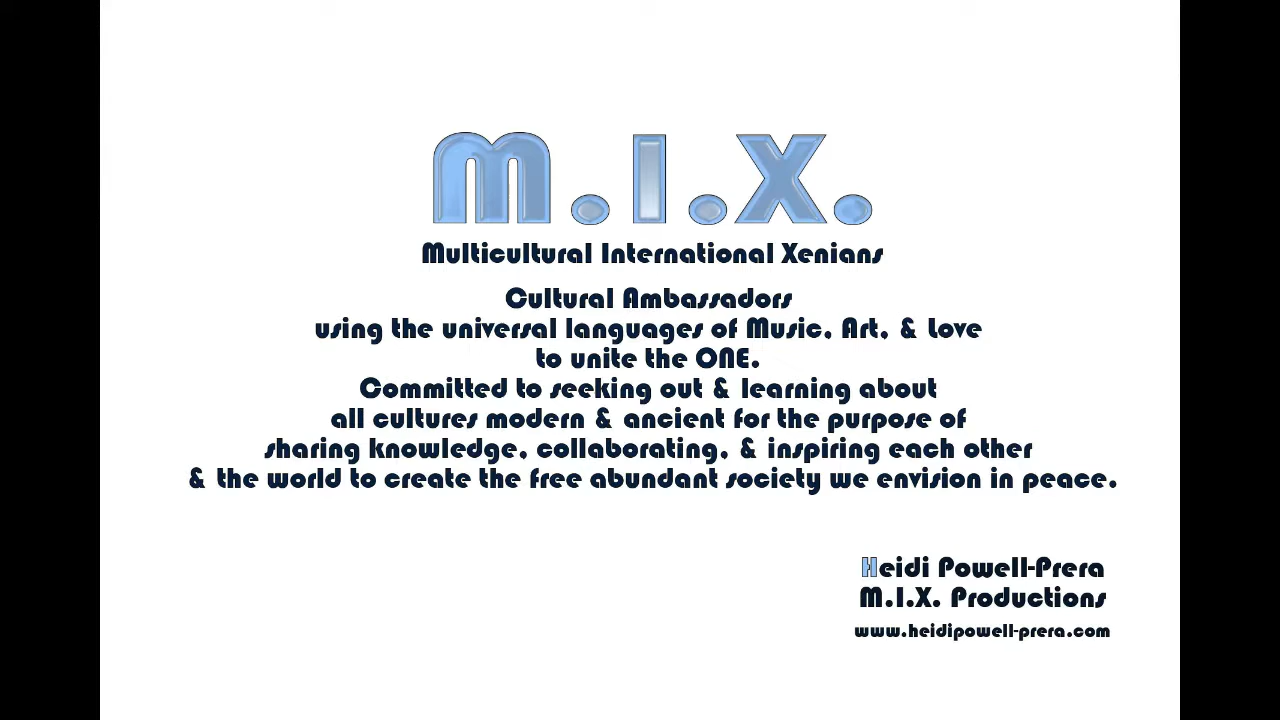 M.I.X.
Multicultural International Xenians
Cultural Ambassadors
using the universal languages of Music, Art, & Love
to unite the ONE.
Committed to seeking out & learning about
all cultures modern & ancient for the purpose of
sharing knowledge, collaborating, & inspiring each other
& the world to create the free abundant society we envision in peace.
Heidi Powell-Prera
M.I.X. Productions
www.heidipowell-prera.com